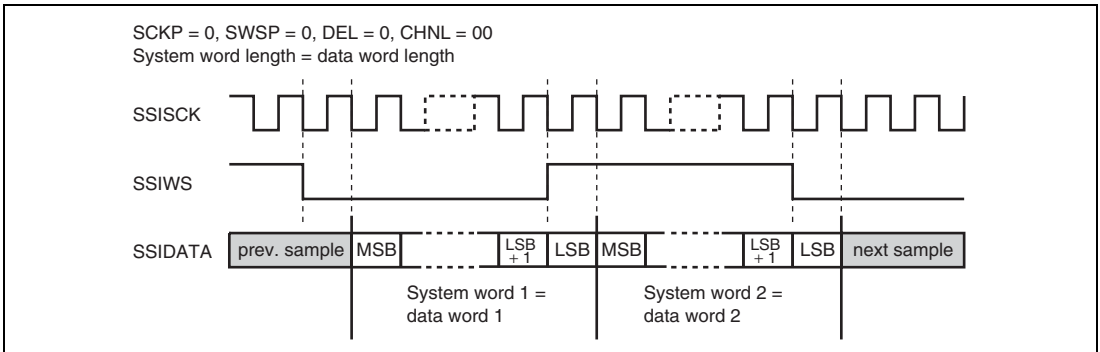 SCKP = 0, SWSP = 0, DEL = 0, CHNL = 00
System word length = data word length
SSISCK
SSIWS
SSIDATA
prev. sample
MSB
LSB
+ 1
LSB
MSB
LSB
+ 1
LSB
next sample
System word 1 =
data word 1
System word 2 =
data word 2